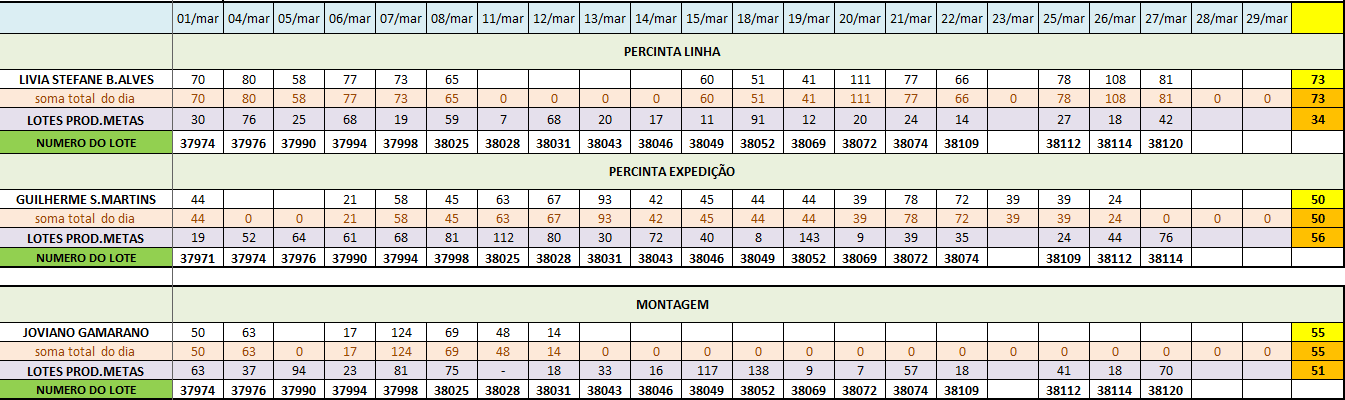 01/mar 04/mar 05/mar 06/mar 07/mar 08/mar 11/mar 12/mar 13/mar 14/mar 15/mar 18/mar 19/mar 20/mar 21/mar 22/mar 23/mar 25/mar 26/mar 27/mar 28/mar 29/mar
PERCINTA LINHA
LIVIA STEFANE B.ALVES 70 80 58 77 73 65 60 51 41 111 77 66 78 108 81 73
soma total do dia 70 80 58 77 73 65 0 0 0 0 60 51 41 111 77 66 0 78 108 81 0 0 73
LOTES PROD.METAS 30 76 25 68 19 59 7 68 20 17 11 91 12 20 24 14 27 18 42 34
NUMERO DO LOTE 37974 37976 37990 37994 37998 38025 38028 38031 38043 38046 38049 38052 38069 38072 38074 38109 38112 38114 38120
PERCINTA EXPEDIÇÃO
GUILHERME S.MARTINS 44 21 58 45 63 67 93 42 45 44 44 39 78 72 39 39 24 50
soma total do dia 44 0 0 21 58 45 63 67 93 42 45 44 44 39 78 72 39 39 24 0 0 0 50
LOTES PROD.METAS 19 52 64 61 68 81 112 80 30 72 40 8 143 9 39 35 24 44 76 56
NUMERO DO LOTE 37971 37974 37976 37990 37994 37998 38025 38028 38031 38043 38046 38049 38052 38069 38072 38074 38109 38112 38114
MONTAGEM
JOVIANO GAMARANO 50 63 17 124 69 48 14 55
soma total do dia 50 63 0 17 124 69 48 14 0 0 0 0 0 0 0 0 0 0 0 0 0 0 55
LOTES PROD.METAS 63 37 94 23 81 75 - 18 33 16 117 138 9 7 57 18 41 18 70 51
NUMERO DO LOTE 37974 37976 37990 37994 37998 38025 38028 38031 38043 38046 38049 38052 38069 38072 38074 38109 38112 38114 38120